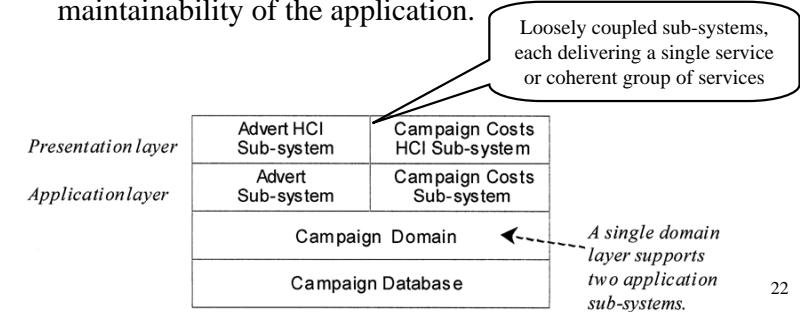 maintainability of the application.
Loosely coupled sub-systems,
each delivering a single service
or coherent group of services
Presentation layer
Advert HCI
Sub-system
Campaign Costs
HCI Sub-system
Application layer
Advert
Sub-system
Campaign Costs
Sub-system
Campaign Domain
A single domain
layer supports
two application
sub-systems.
Campaign Database
22